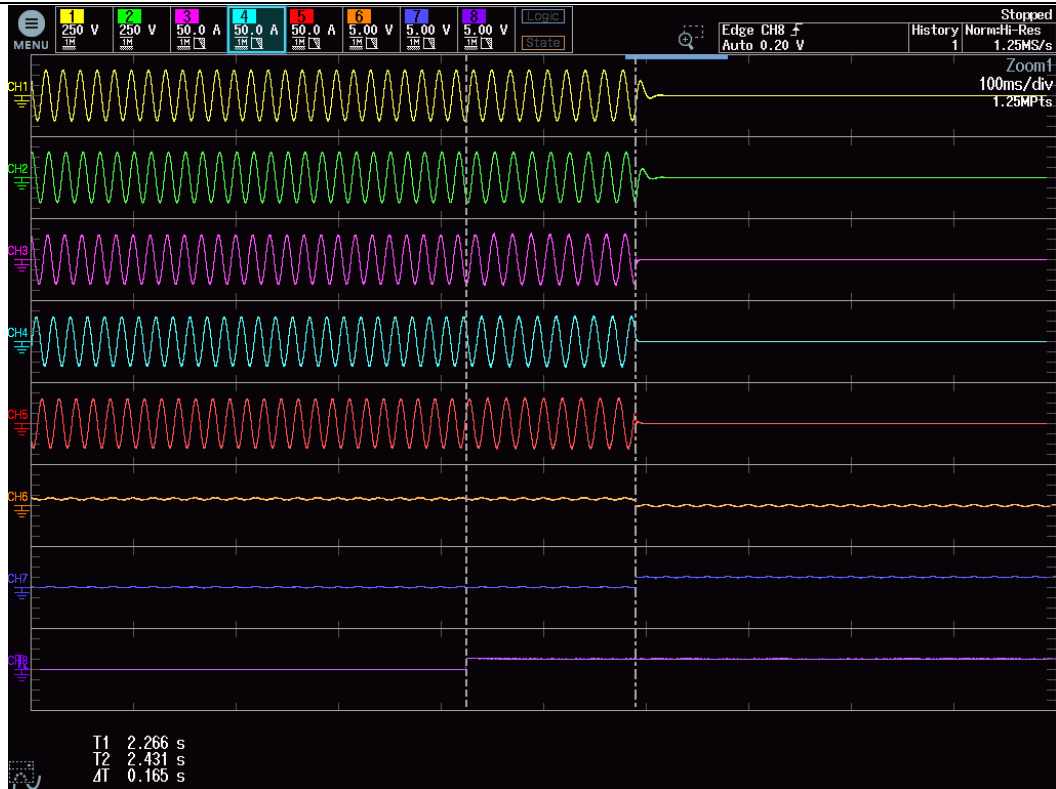 MENU
1 250 V 1M
2 250 V 1M
3 50.0 A 1M
4 50.0 A 1M
5 50.0 A 1M
6 5.00 V 1M
7 5.00 V 1M
8 5.00 V 1M
Logic
State
Edge CH8
Auto 0.20 V
Stopped
History Norm:Hi-Res
1 1.25MS/s
Zoom1
100ms/div
1.25MPts
CH1
CH2
CH3
CH4
CH5
CH6
CH7
CH8
T1 2.266 s
T2 2.431 s
ΔT 0.165 s